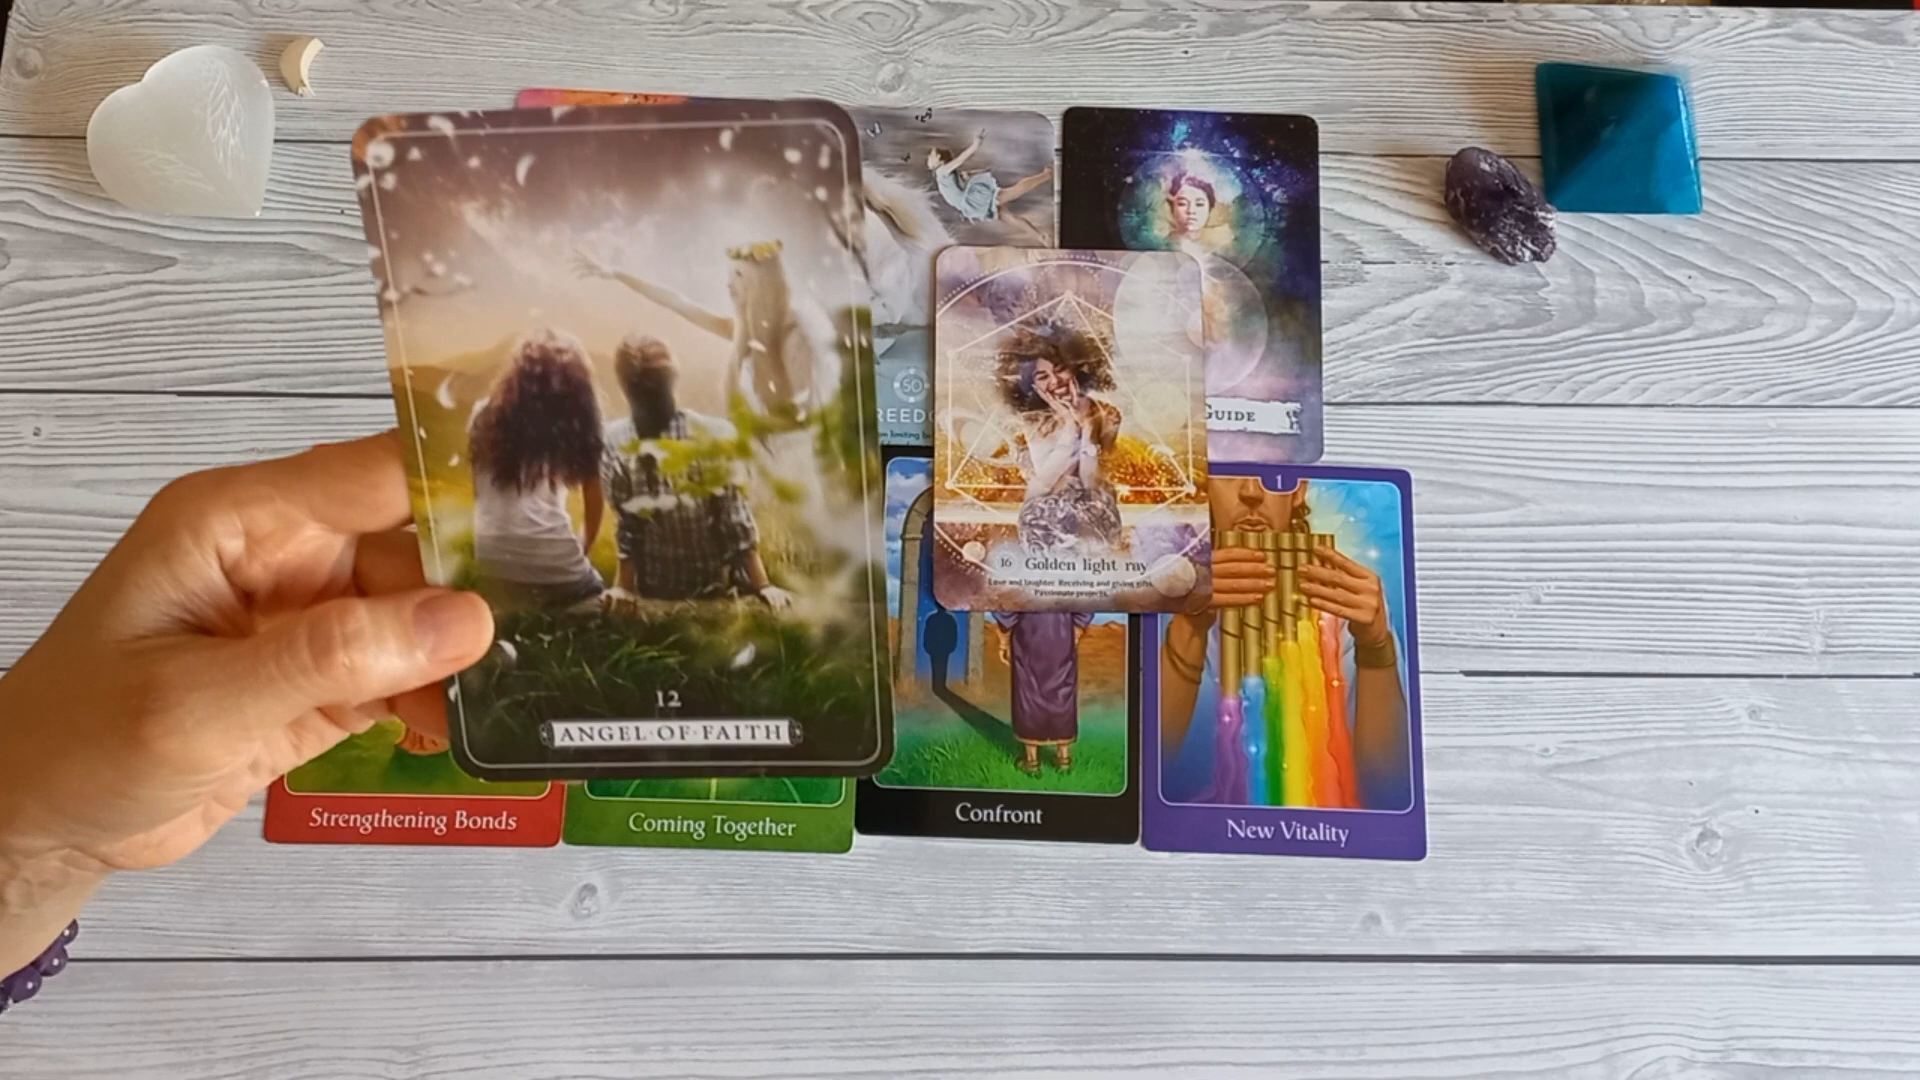 12
ANGEL·OF·FAITH
50
REED
GUIDE
16 Golden light ray
Love and laughter. Receiving and giving gifts.
Passionate projects.
1
Strengthening Bonds
Coming Together
Confront
New Vitality